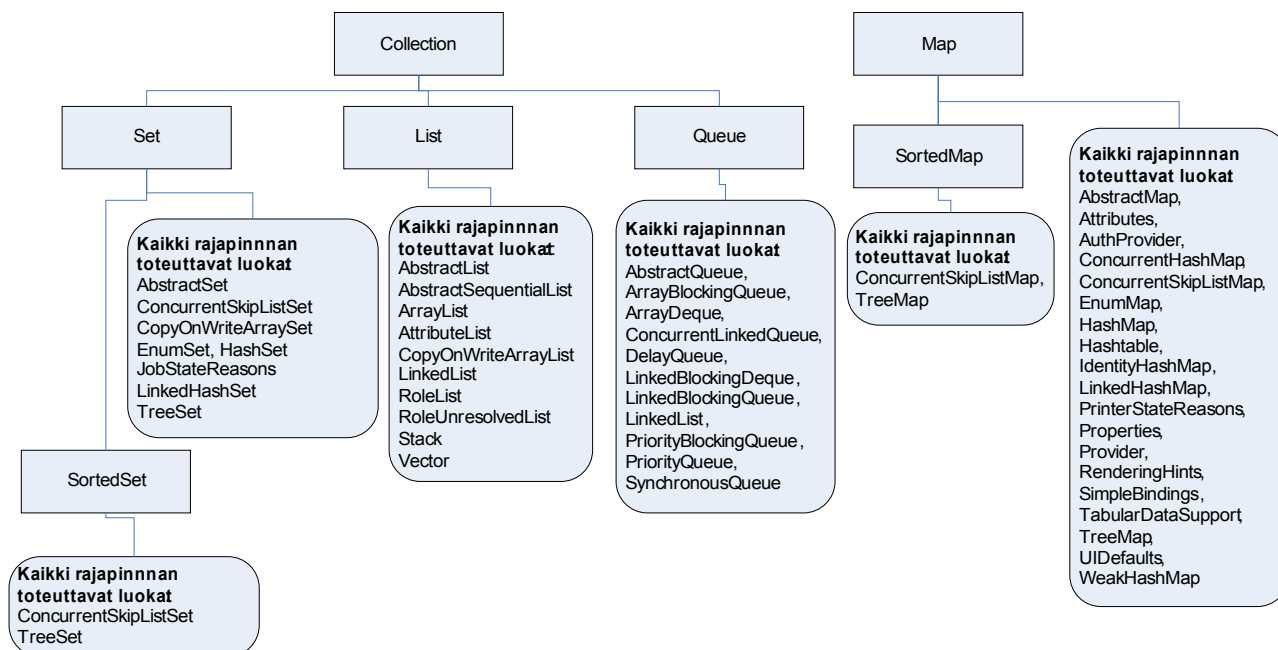 Collection
Map
Set
List
Queue
SortedMap
Kaikki rajapinnnan
toteuttavat luokat:
AbstractSet
ConcurrentSkipListSet
CopyOnWriteArraySet
EnumSet, HashSet
JobStateReasons
LinkedHashSet
TreeSet
Kaikki rajapinnnan
toteuttavat luokat:
AbstractList
AbstractSequentialList
ArrayList
AttributeList
CopyOnWriteArrayList
LinkedList
RoleList
RoleUnresolvedList
Stack
Vector
Kaikki rajapinnnan
toteuttavat luokat:
AbstractQueue,
ArrayBlockingQueue,
ArrayDeque,
ConcurrentLinkedQueue,
DelayQueue,
LinkedBlockingDeque,
LinkedBlockingQueue,
LinkedList,
PriorityBlockingQueue,
PriorityQueue,
SynchronousQueue
Kaikki rajapinnnan
toteuttavat luokat:
ConcurrentSkipListMap,
TreeMap
Kaikki rajapinnnan
toteuttavat luokat:
AbstractMap,
Attributes,
AuthProvider,
ConcurrentHashMap,
ConcurrentSkipListMap,
EnumMap,
HashMap,
Hashtable,
IdentityHashMap,
LinkedHashMap,
PrinterStateReasons,
Properties,
Provider,
RenderingHints,
SimpleBindings,
TabularDataSupport,
TreeMap,
UIDefaults,
WeakHashMap
SortedSet
Kaikki rajapinnnan
toteuttavat luokat:
ConcurrentSkipListSet
TreeSet